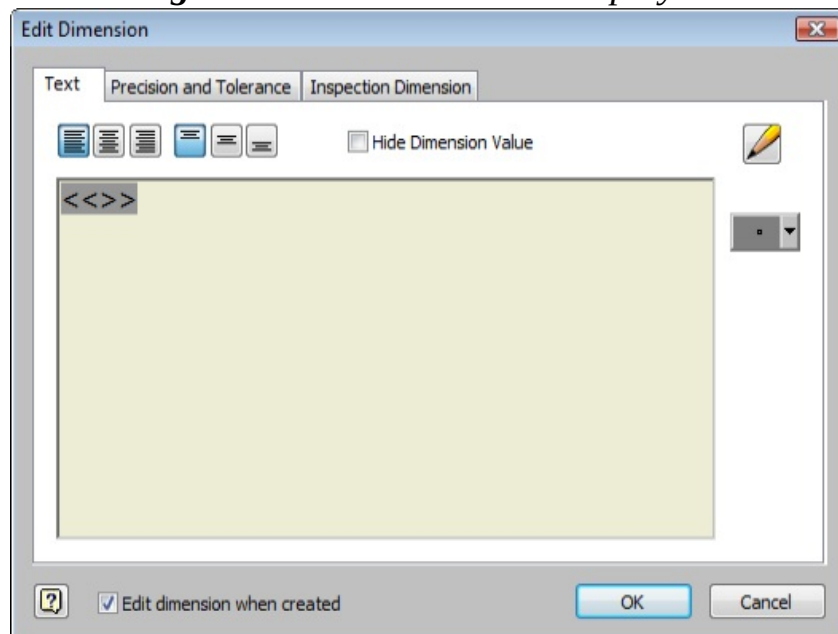 Edit Dimension
Text
Precision and Tolerance
Inspection Dimension
Hide Dimension Value
<<>>
Edit dimension when created
OK
Cancel